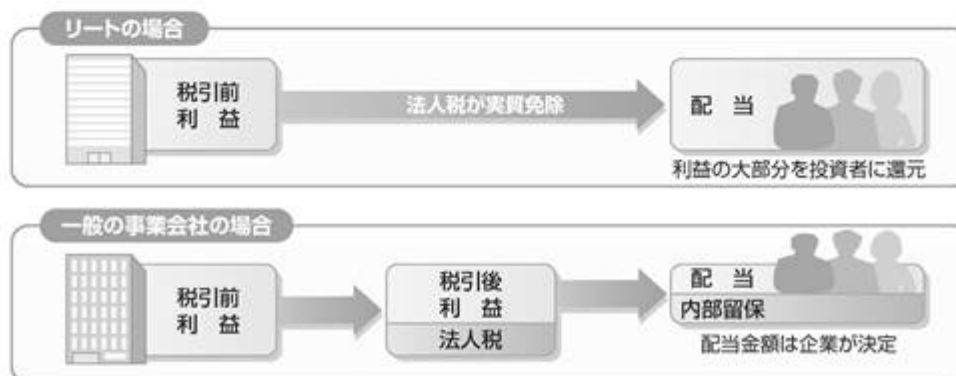 リートの場合
税引前
利 益
法人税が実質免除
配 当
利益の大部分を投資者に還元
一般の事業会社の場合
税引前
利 益
税引後
利 益
法人税
配 当
内部留保
配当金額は企業が決定